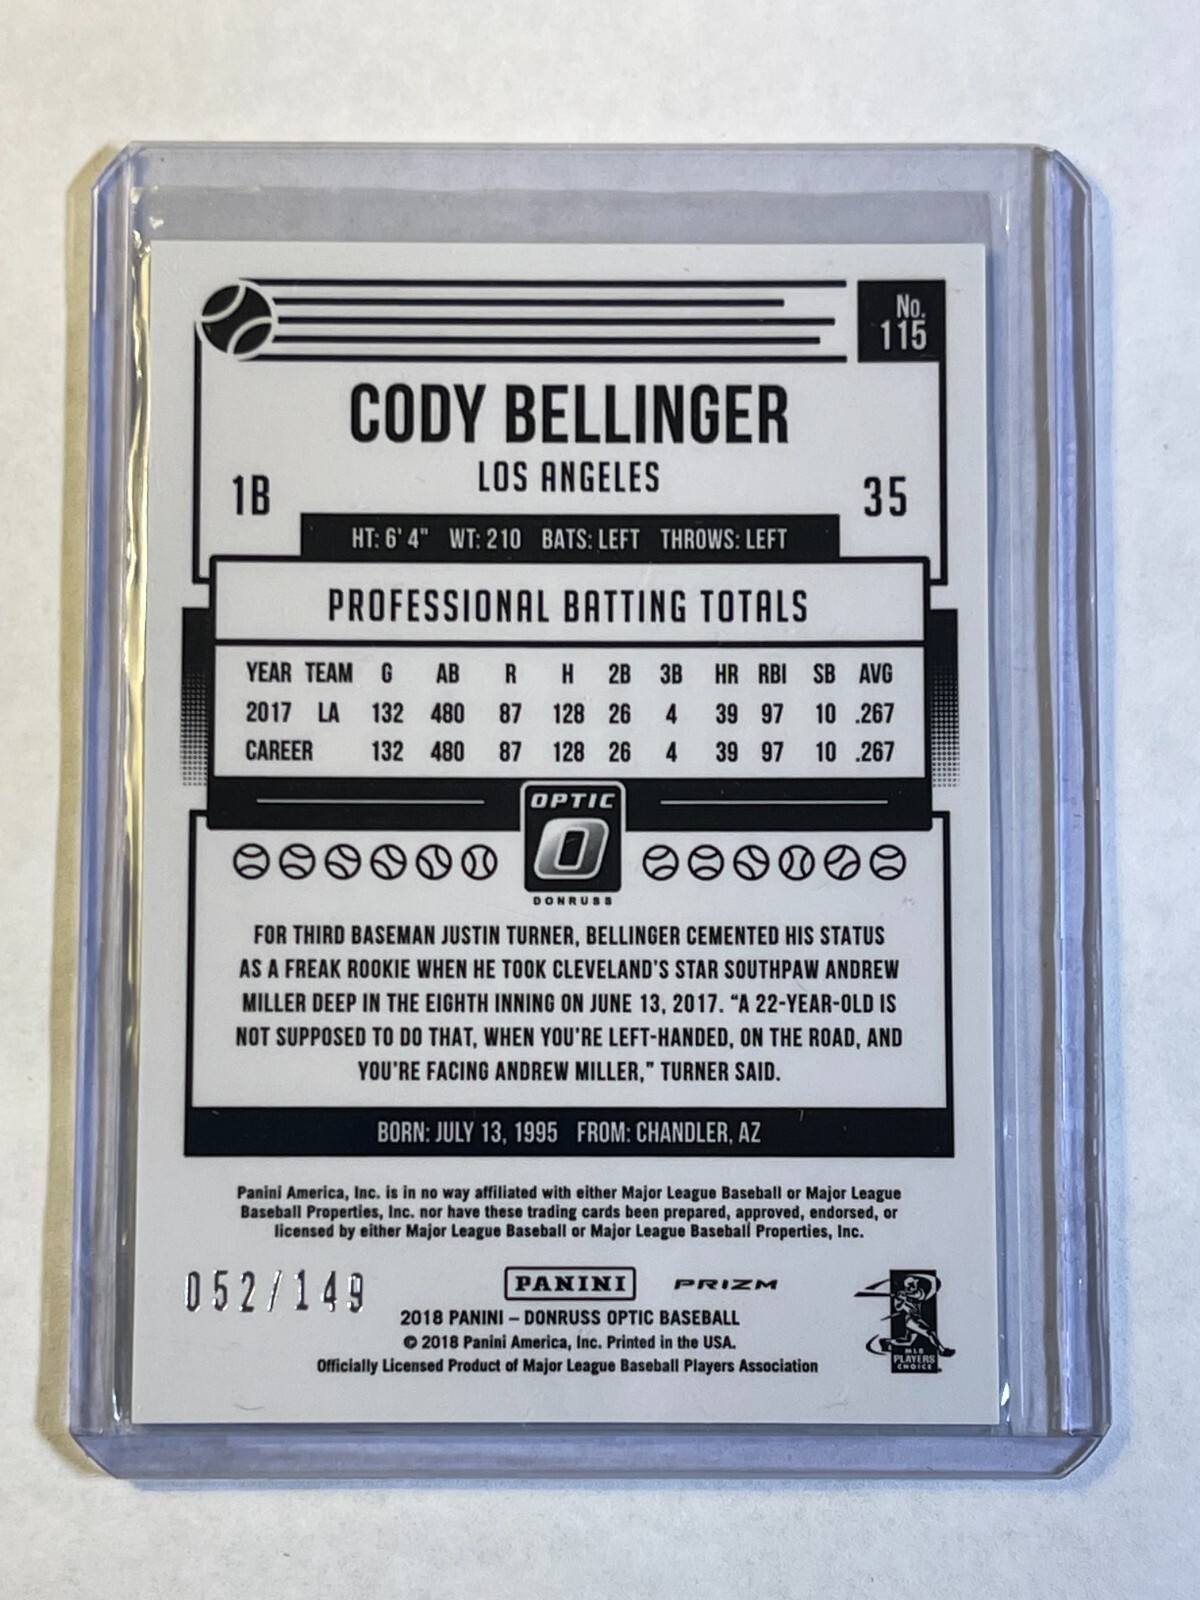 No.
115
CODY BELLINGER
LOS ANGELES
1B
35
HT: 6' 4" WT: 210 BATS: LEFT THROWS: LEFT
PROFESSIONAL BATTING TOTALS
YEAR TEAM G AB R H 2B 3B HR RBI SB AVG
2017 LA 132 480 87 128 26 4 39 97 10 .267
CAREER 132 480 87 128 26 4 39 97 10 .267
OPTIC
O
DONRUSS
FOR THIRD BASEMAN JUSTIN TURNER, BELLINGER CEMENTED HIS STATUS
AS A FREAK ROOKIE WHEN HE TOOK CLEVELAND'S STAR SOUTHPAW ANDREW
MILLER DEEP IN THE EIGHTH INNING ON JUNE 13, 2017. “A 22-YEAR-OLD IS
NOT SUPPOSED TO DO THAT, WHEN YOU'RE LEFT-HANDED, ON THE ROAD, AND
YOU'RE FACING ANDREW MILLER,” TURNER SAID.
BORN: JULY 13, 1995 FROM: CHANDLER, AZ
Panini America, Inc. is in no way affiliated with either Major League Baseball or Major League
Baseball Properties, Inc. nor have these trading cards been prepared, approved, endorsed, or
licensed by either Major League Baseball or Major League Baseball Properties, Inc.
052/149
PANINI PRIZM
2018 PANINI – DONRUSS OPTIC BASEBALL
© 2018 Panini America, Inc. Printed in the USA.
Officially Licensed Product of Major League Baseball Players Association
MLB
PLAYERS
CHOICE